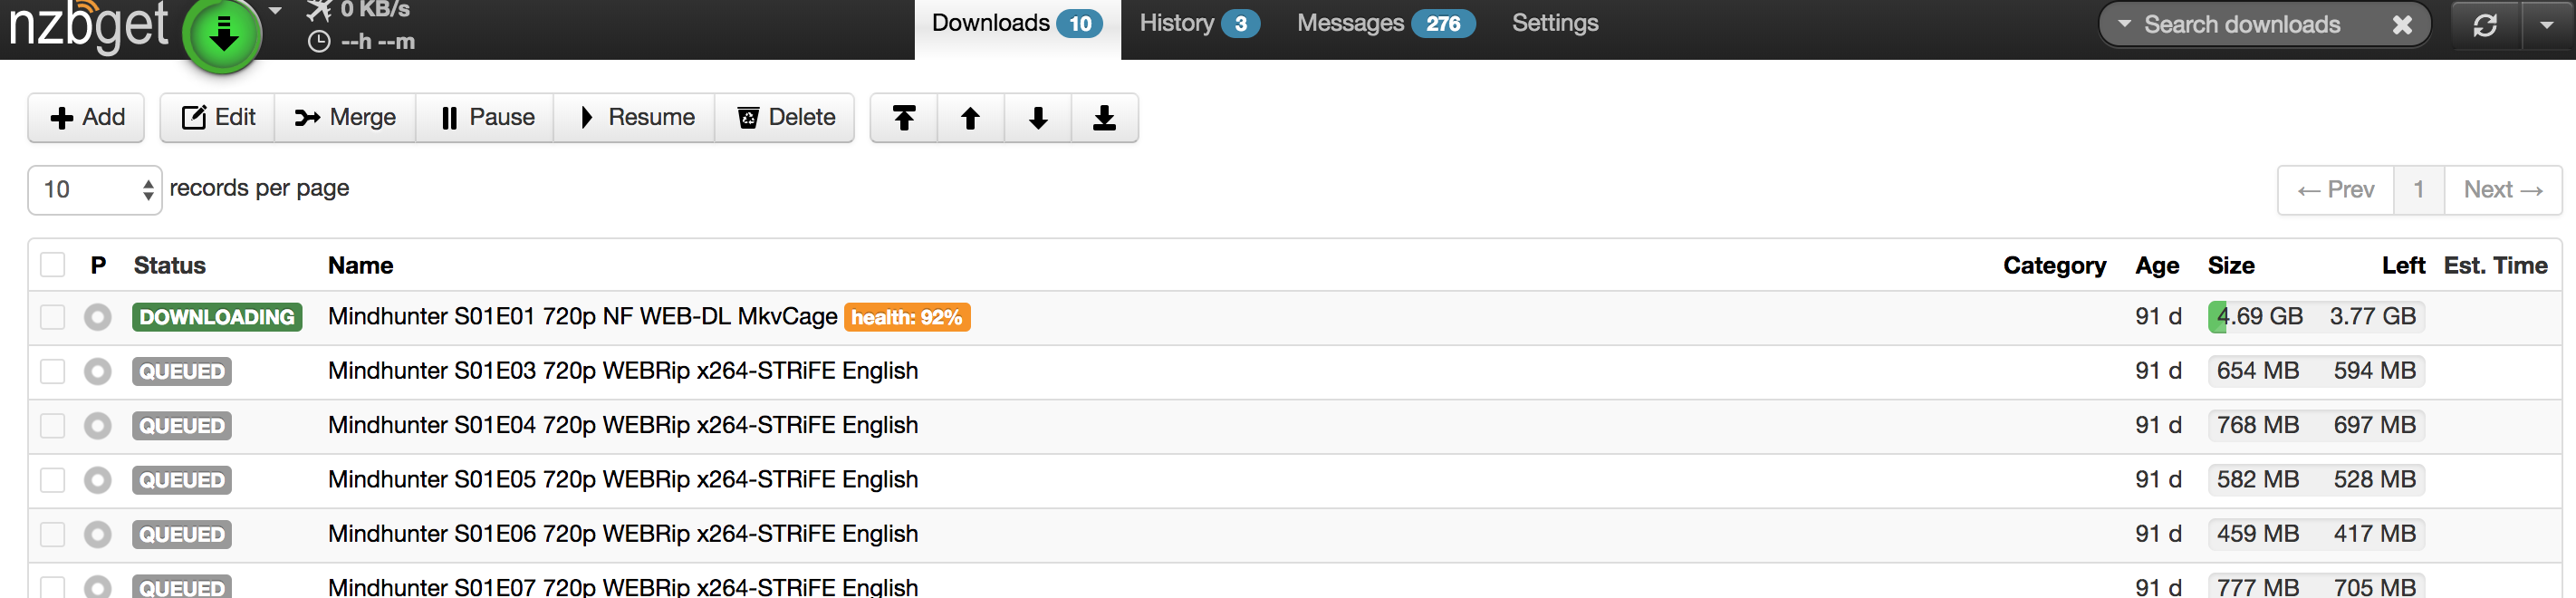 nzbget 0 KB/s Downloads 10 History 3 Messages 276 Settings Search downloads
--h --m
Add Edit Merge Pause Resume Delete
10 records per page ← Prev 1 Next →
P Status Name Category Age Size Left Est. Time
DOWNLOADING Mindhunter S01E01 720p NF WEB-DL MkvCage health: 92% 91 d 4.69 GB 3.77 GB
QUEUED Mindhunter S01E03 720p WEBRip x264-STRiFE English 91 d 654 MB 594 MB
QUEUED Mindhunter S01E04 720p WEBRip x264-STRiFE English 91 d 768 MB 697 MB
QUEUED Mindhunter S01E05 720p WEBRip x264-STRiFE English 91 d 582 MB 528 MB
QUEUED Mindhunter S01E06 720p WEBRip x264-STRiFE English 91 d 459 MB 417 MB
QUEUED Mindhunter S01E07 720p WEBRip x264-STRiFE English 91 d 777 MB 705 MB